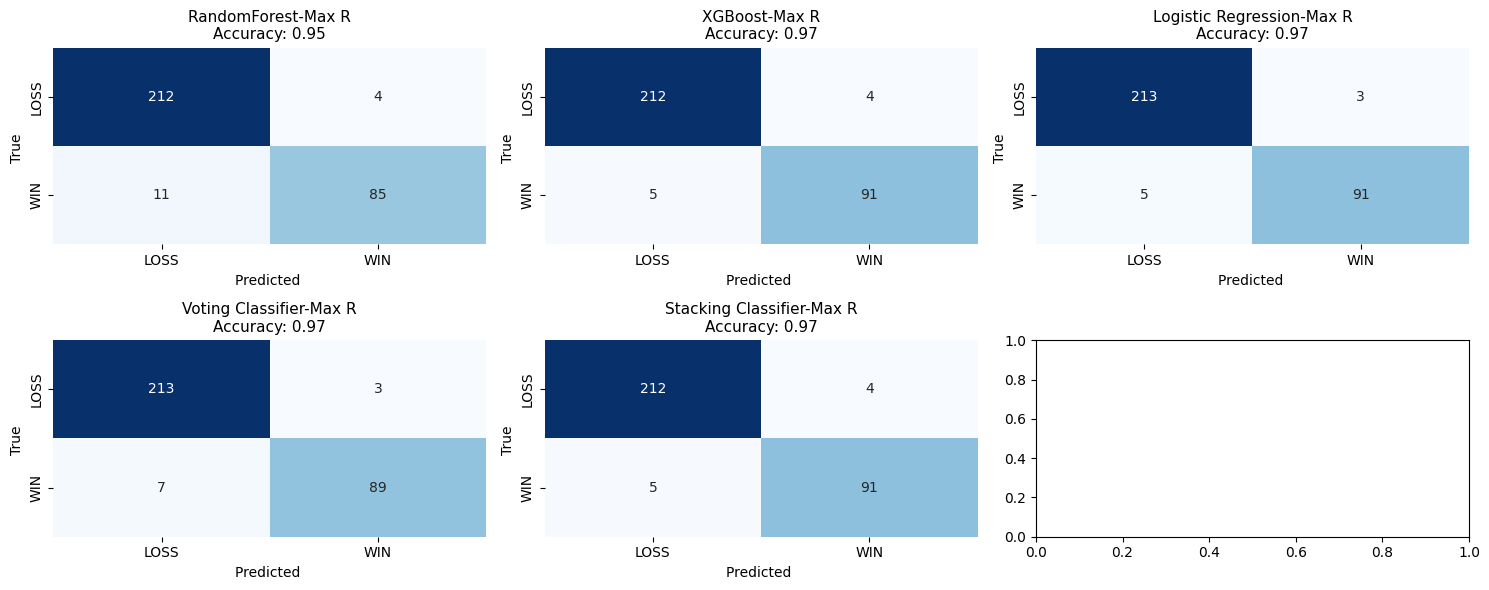 RandomForest-Max R
Accuracy: 0.95
LOSS
WIN
True
212
4
11
85
LOSS
WIN
Predicted
XGBoost-Max R
Accuracy: 0.97
LOSS
WIN
True
212
4
5
91
LOSS
WIN
Predicted
Logistic Regression-Max R
Accuracy: 0.97
LOSS
WIN
True
213
3
5
91
LOSS
WIN
Predicted
Voting Classifier-Max R
Accuracy: 0.97
LOSS
WIN
True
213
3
7
89
LOSS
WIN
Predicted
Stacking Classifier-Max R
Accuracy: 0.97
LOSS
WIN
True
212
4
5
91
LOSS
WIN
Predicted
1.0
0.8
0.6
0.4
0.2
0.0
0.0
0.2
0.4
0.6
0.8
1.0